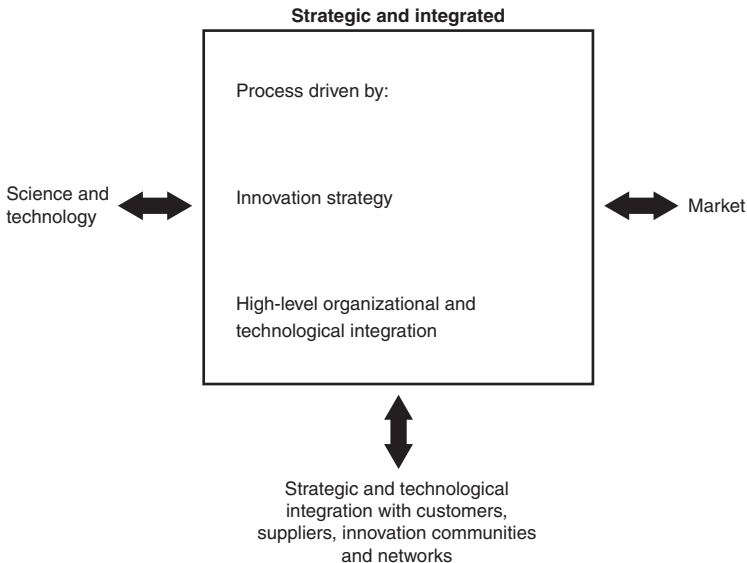 Strategic and integrated
Process driven by:
Science and
technology
Innovation strategy
Market
High-level organizational and
technological integration
Strategic and technological
integration with customers,
suppliers, innovation communities
and networks